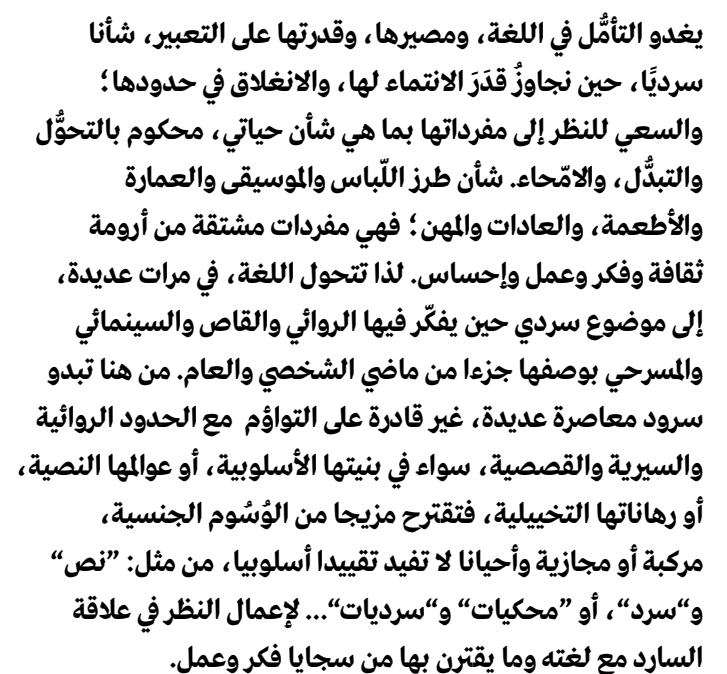 يغدو التأمُّل في اللغة، ومصيرها، وقدرتها على التعبير، شأنا
سرديًا، حين نجاوزُ قدَرَ الانتماء لها، والانغلاق في حدودها؛
والسعي للنظر إلى مفرداتها بما هي شأن حياتي، محكوم بالتحوُّل
والتبدُّل، والامّحاء. شأن طرز اللّباس والموسيقى والعمارة
والأطعمة، والعادات والمهن؛ فهي مفردات مشتقة من أرومة
ثقافة وفكر وعمل وإحساس. لذا تتحول اللغة، في مرات عديدة،
إلى موضوع سردي حين يفكّر فيها الروائي والقاص والسينمائي
والمسرحي بوصفها جزءا من ماضي الشخصي والعام. من هنا تبدو
سرود معاصرة عديدة، غير قادرة على التواؤم مع الحدود الروائية
والسيرية والقصصية، سواء في بنيتها الأسلوبية، أو عوالمها النصية،
أو رهاناتها التخييلية، فتقترح مزيجا من الوُسُوم الجنسية،
مركبة أو مجازية وأحيانا لا تفيد تقييدا أسلوبيا، من مثل: ”نص“
و“سرد“، أو ”محكيات“ و“سرديات“... لإعمال النظر في علاقة
السارد مع لغته وما يقترن بها من سجايا فكر وعمل.